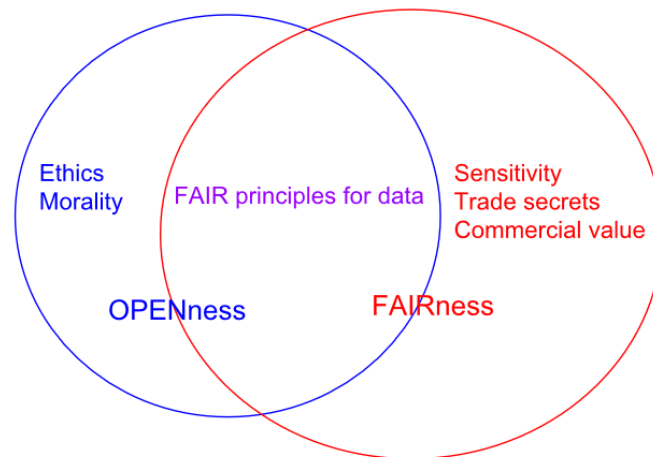 Ethics
Morality
FAIR principles for data
Sensitivity
Trade secrets
Commercial value
OPENness
FAIRness